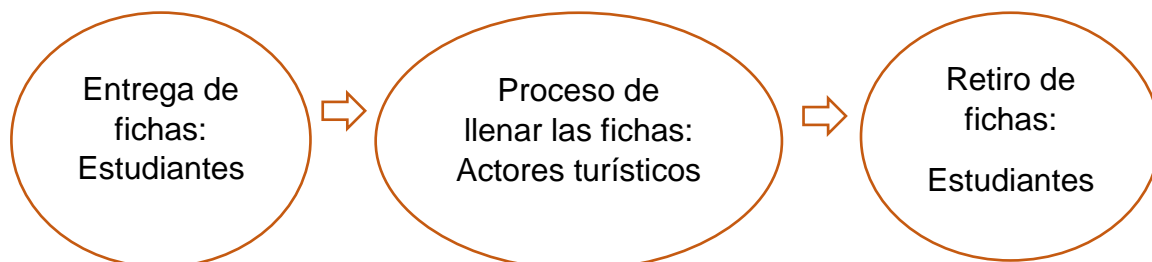 Entrega de
fichas:
Estudiantes
Proceso de
llenar las fichas:
Actores turísticos
Retiro de
fichas:
Estudiantes